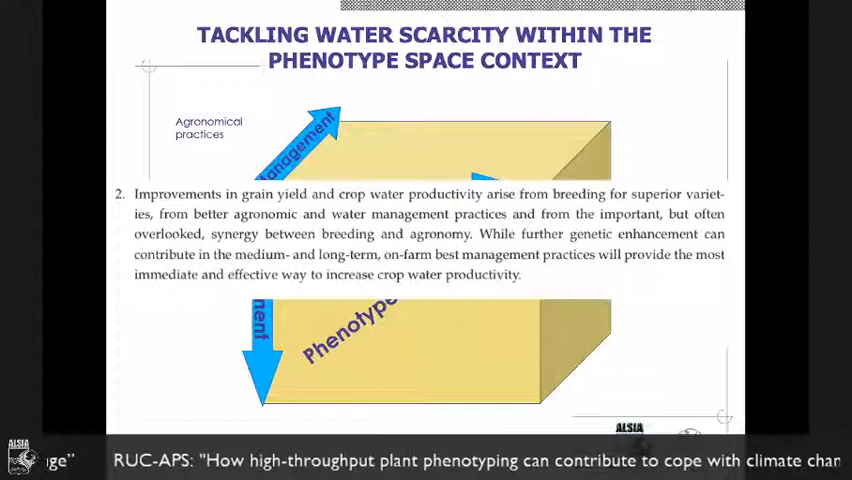 TACKLING WATER SCARCITY WITHIN THE
PHENOTYPE SPACE CONTEXT
Agronomical
practices
2. Improvements in grain yield and crop water productivity arise from breeding for superior variet-
ies, from better agronomic and water management practices and from the important, but often
overlooked, synergy between breeding and agronomy. While further genetic enhancement can
contribute in the medium- and long-term, on-farm best management practices will provide the most
immediate and effective way to increase crop water productivity.
Phenotype
ALSIA
ALSIA
RUC-APS: "How high-throughput plant phenotyping can contribute to cope with climate chan